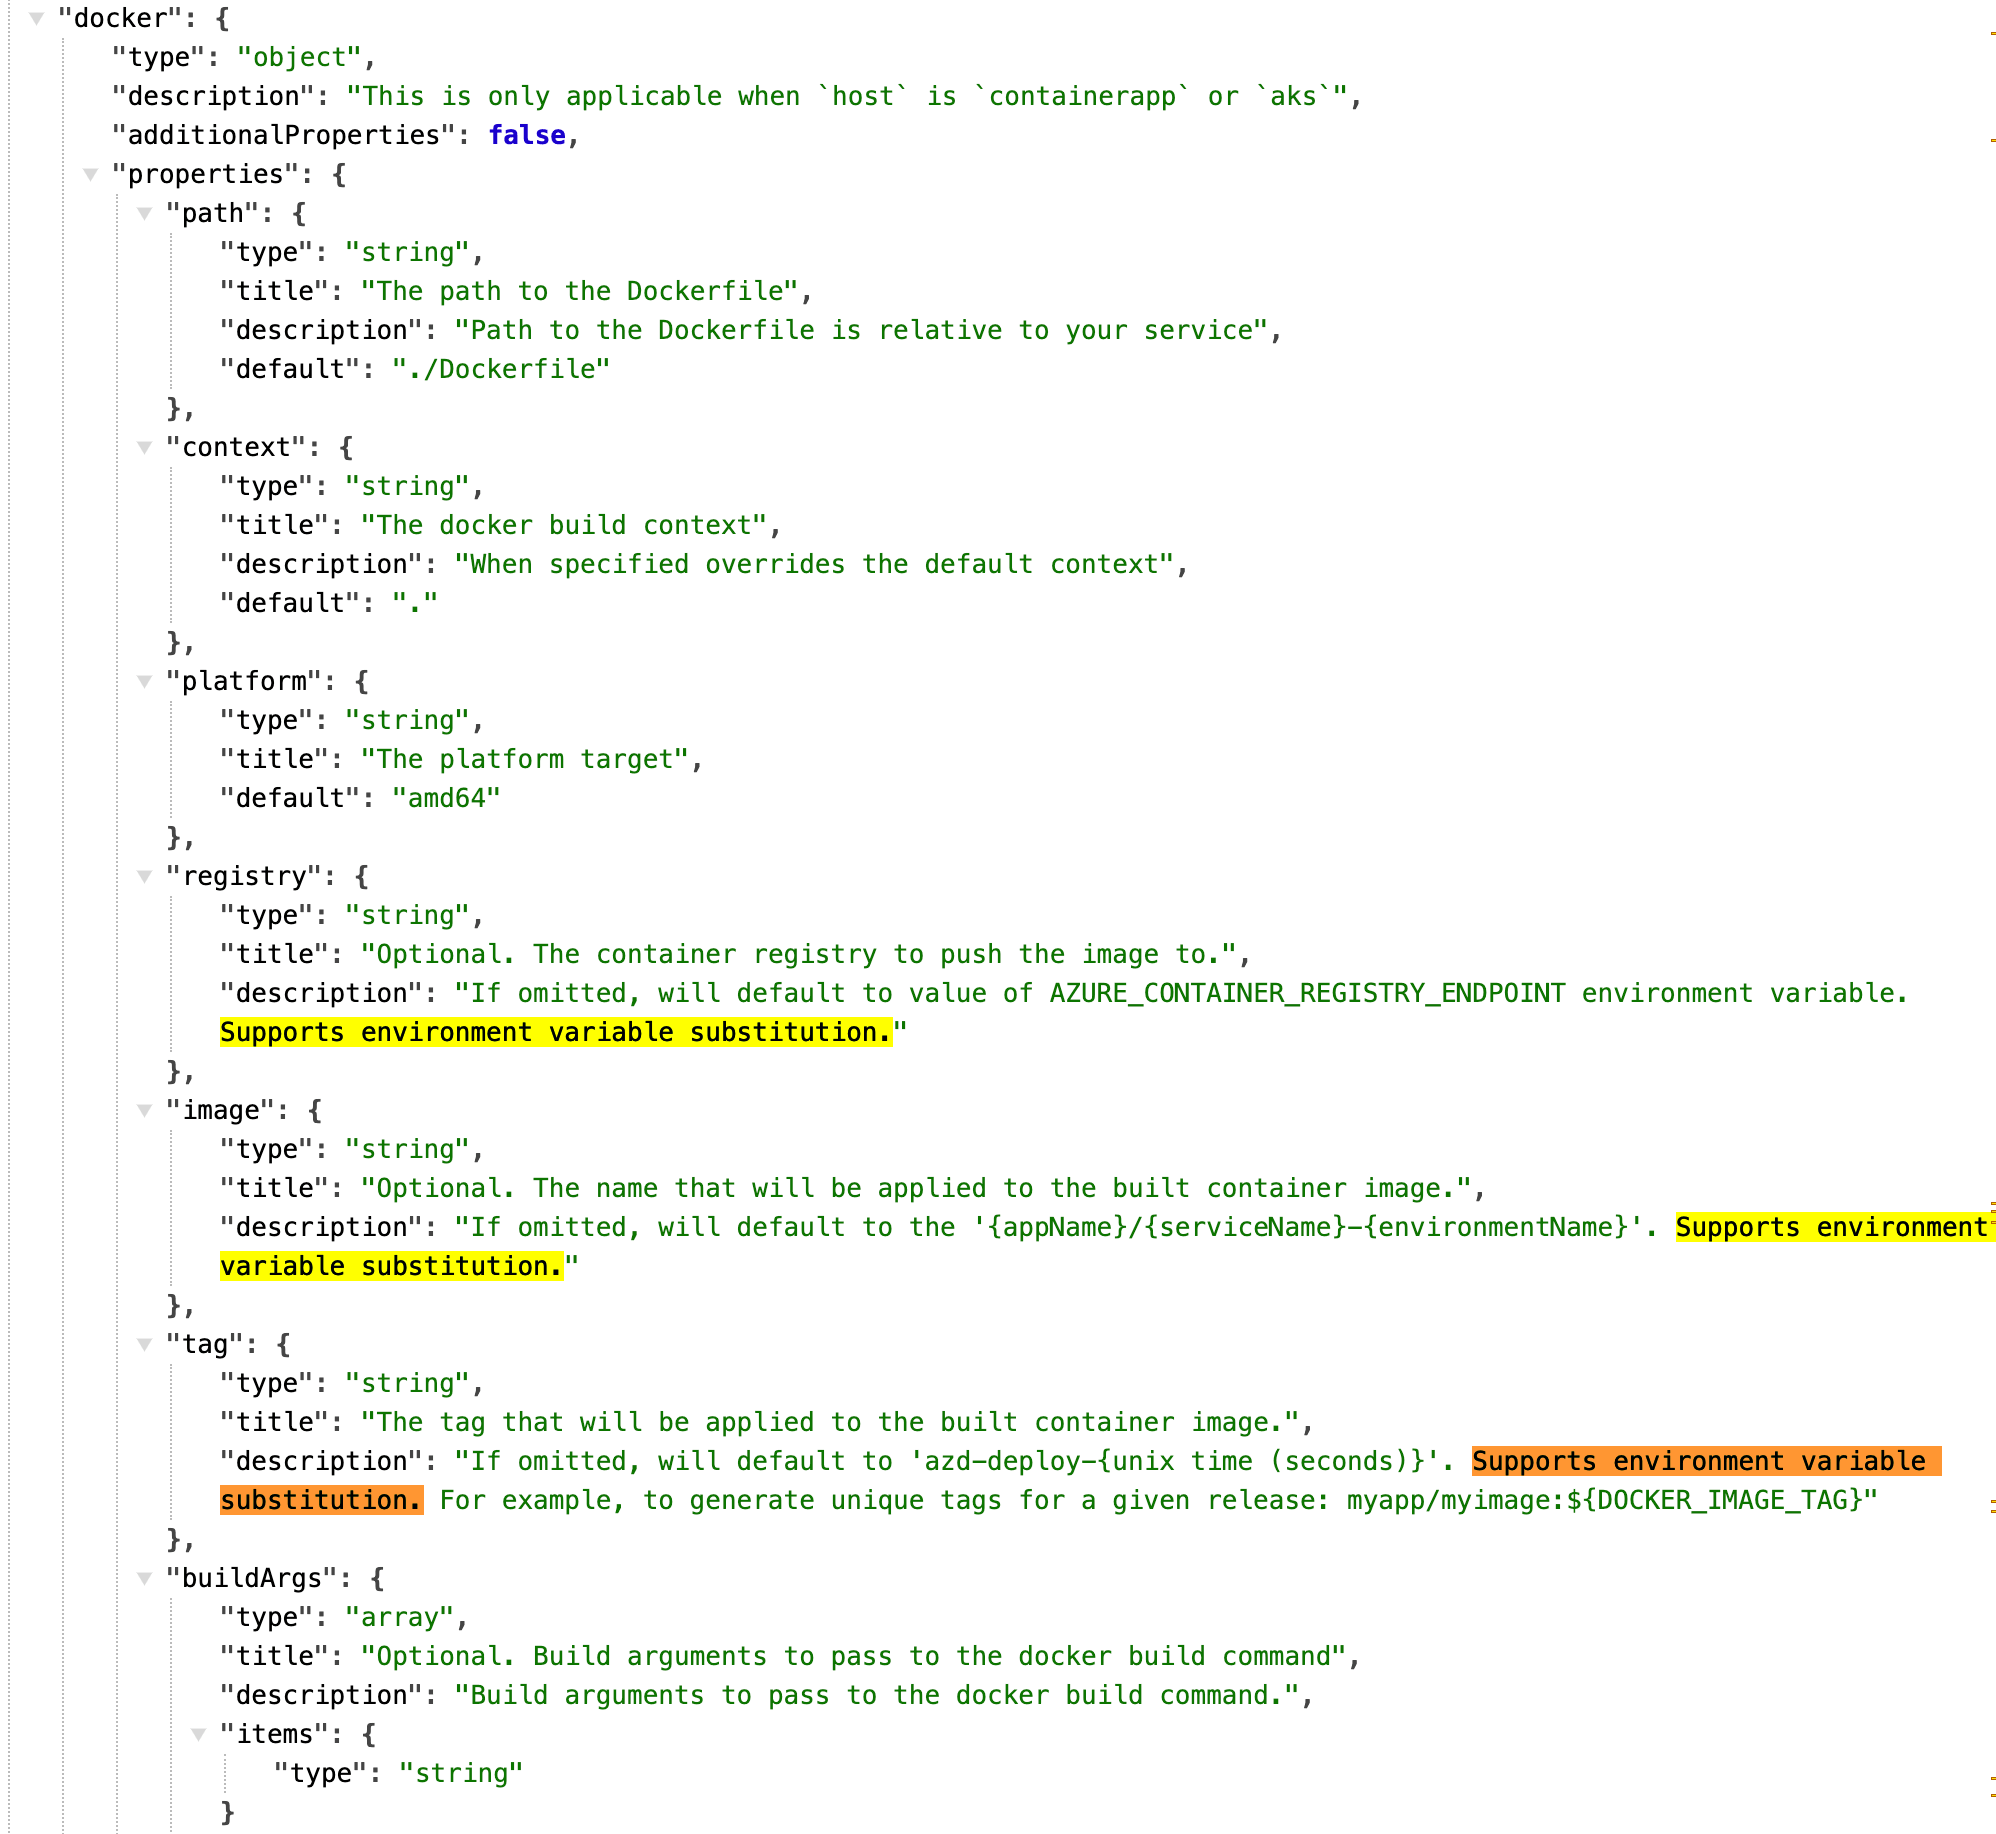 "docker": {
"type": "object",
"description": "This is only applicable when `host` is `containerapp` or `aks`",
"additionalProperties": false,
"properties": {
"path": {
"type": "string",
"title": "The path to the Dockerfile",
"description": "Path to the Dockerfile is relative to your service",
"default": "./Dockerfile"
},
"context": {
"type": "string",
"title": "The docker build context",
"description": "When specified overrides the default context",
"default": "."
},
"platform": {
"type": "string",
"title": "The platform target",
"default": "amd64"
},
"registry": {
"type": "string",
"title": "Optional. The container registry to push the image to.",
"description": "If omitted, will default to value of AZURE_CONTAINER_REGISTRY_ENDPOINT environment variable.
Supports environment variable substitution."
},
"image": {
"type": "string",
"title": "Optional. The name that will be applied to the built container image.",
"description": "If omitted, will default to the '{appName}/{serviceName}-{environmentName}'. Supports environment
variable substitution."
},
"tag": {
"type": "string",
"title": "The tag that will be applied to the built container image.",
"description": "If omitted, will default to 'azd-deploy-{unix time (seconds)}'. Supports environment variable
substitution. For example, to generate unique tags for a given release: myapp/myimage:${DOCKER_IMAGE_TAG}"
},
"buildArgs": {
"type": "array",
"title": "Optional. Build arguments to pass to the docker build command",
"description": "Build arguments to pass to the docker build command.",
"items": {
"type": "string"
}